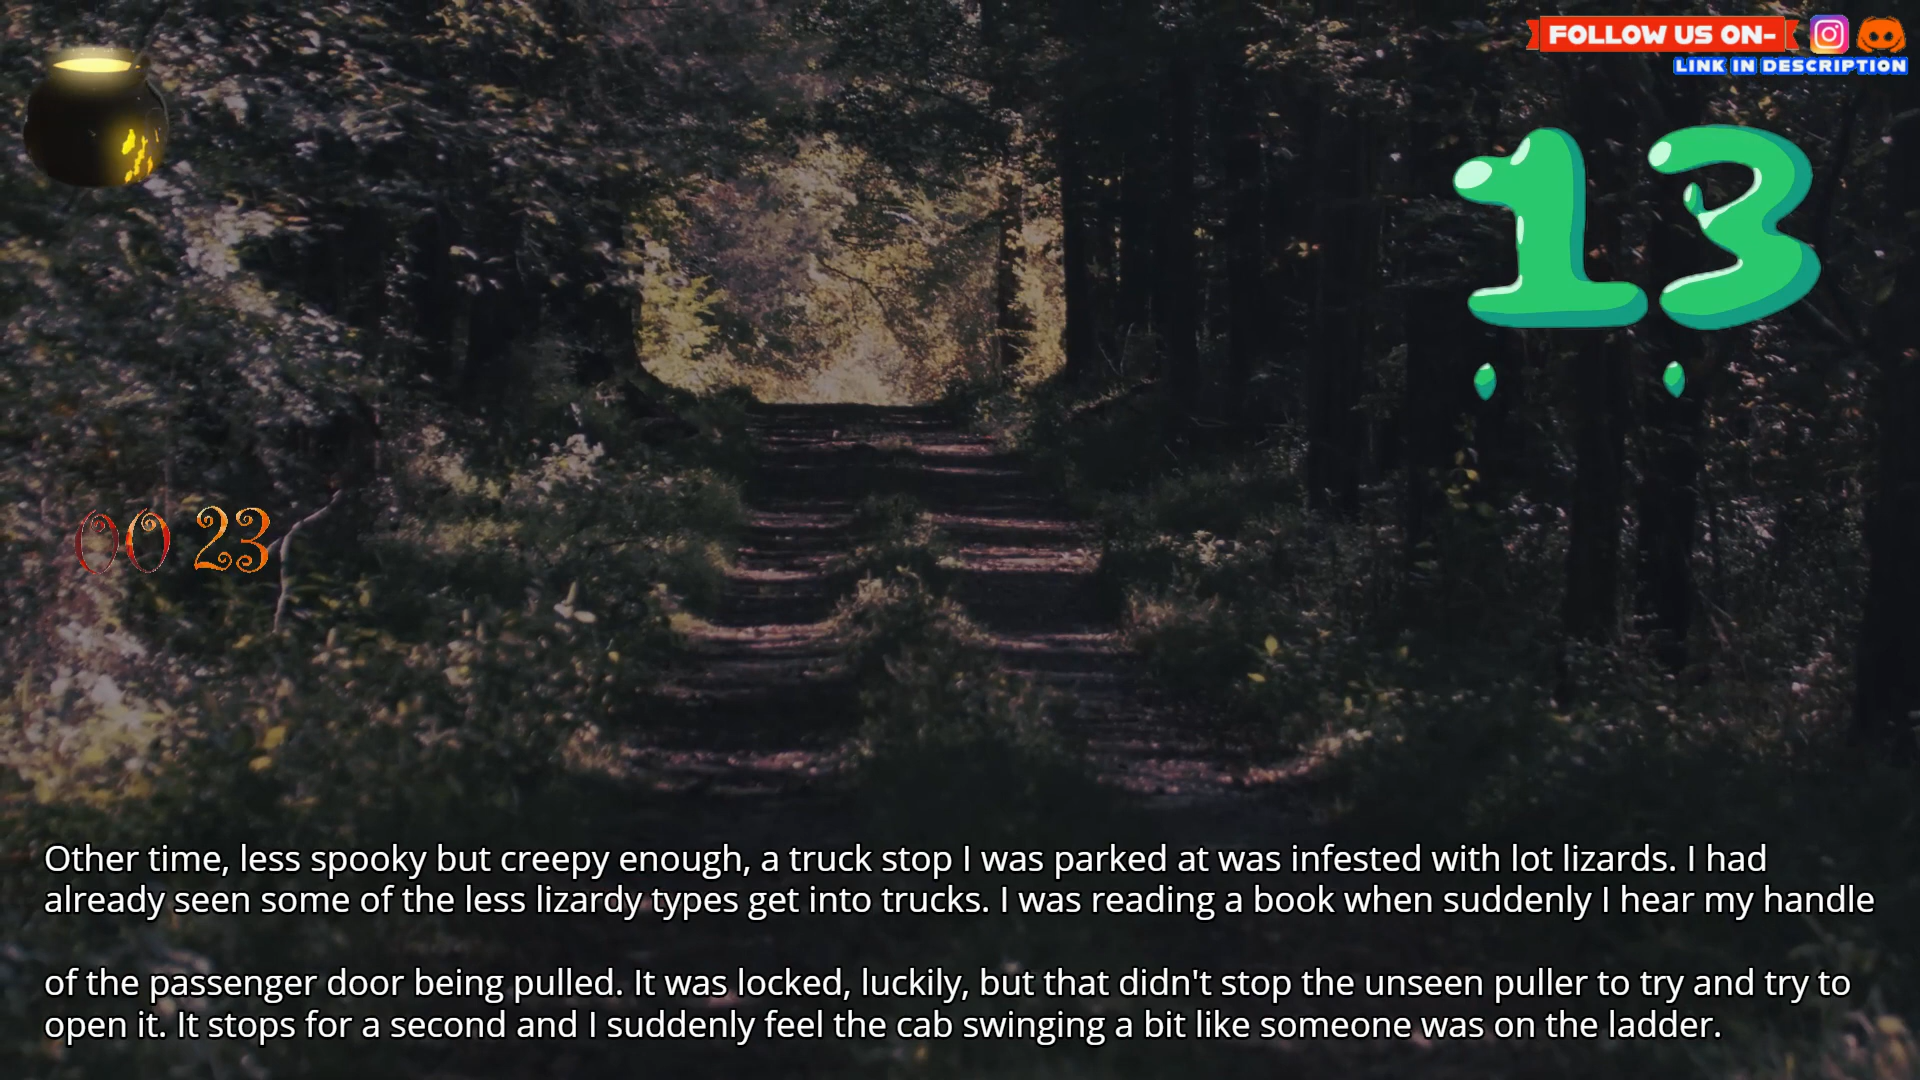 FOLLOW US ON-
LINK IN DESCRIPTION
13
00 23
Other time, less spooky but creepy enough, a truck stop I was parked at was infested with lot lizards. I had
already seen some of the less lizardy types get into trucks. I was reading a book when suddenly I hear my handle
of the passenger door being pulled. It was locked, luckily, but that didn't stop the unseen puller to try and try to
open it. It stops for a second and I suddenly feel the cab swinging a bit like someone was on the ladder.